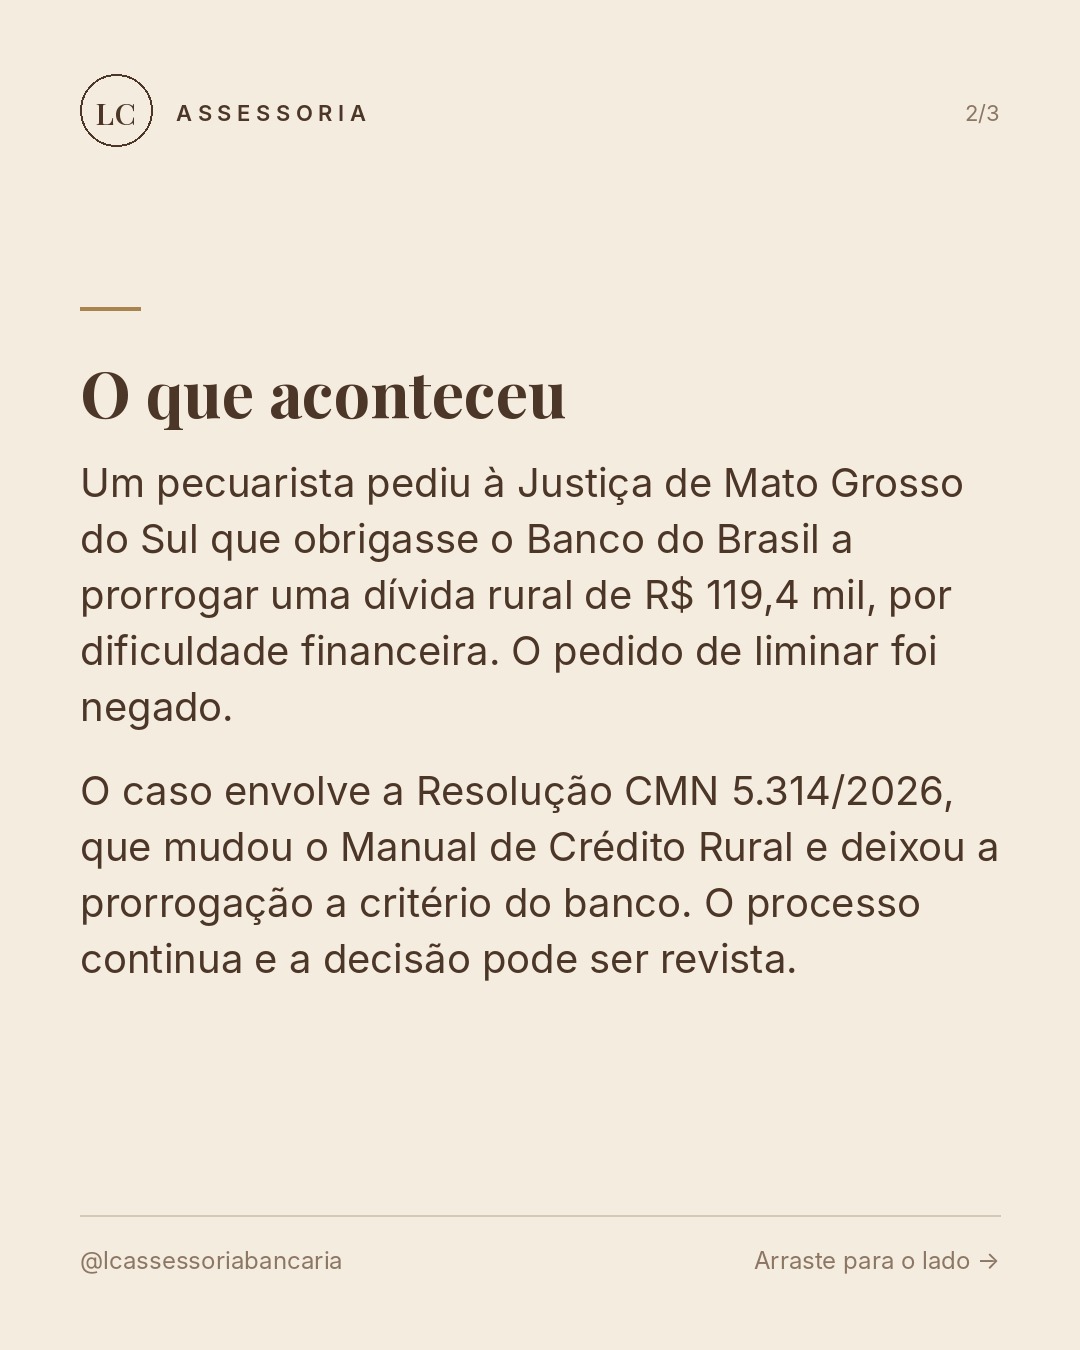 LC ASSESSORIA
2/3
O que aconteceu
Um pecuarista pediu à Justiça de Mato Grosso
do Sul que obrigasse o Banco do Brasil a
prorrogar uma dívida rural de R$ 119,4 mil, por
dificuldade financeira. O pedido de liminar foi
negado.
O caso envolve a Resolução CMN 5.314/2026,
que mudou o Manual de Crédito Rural e deixou a
prorrogação a critério do banco. O processo
continua e a decisão pode ser revista.
@lcassessoriabancaria
Arraste para o lado →